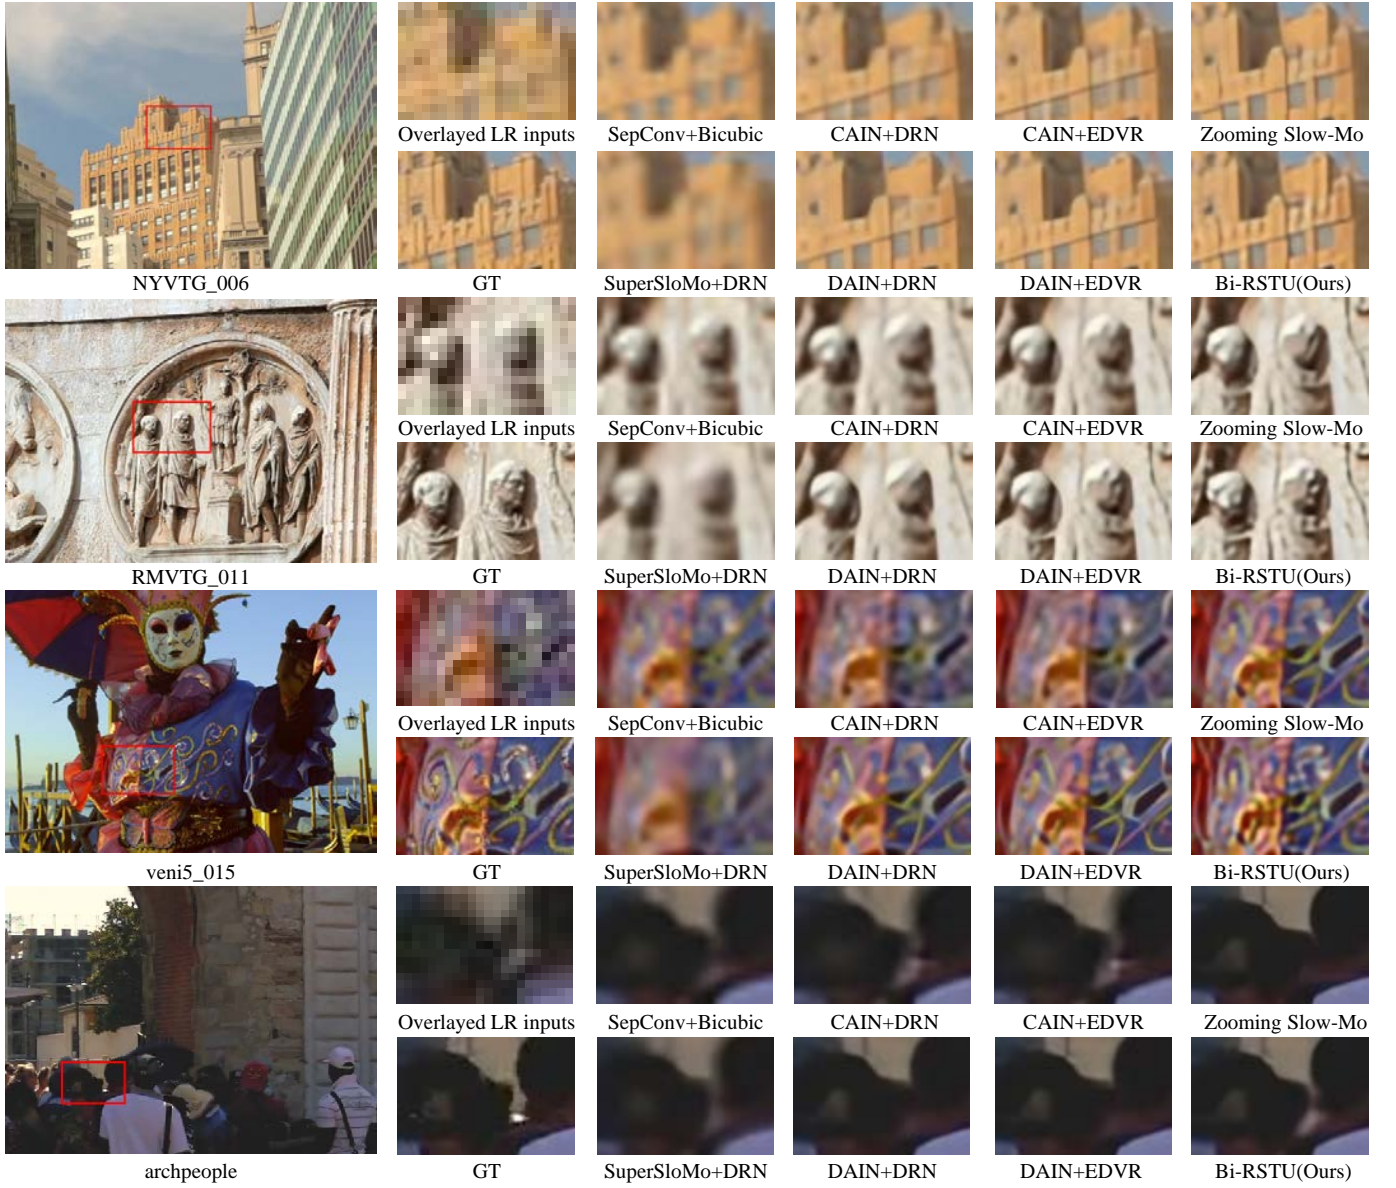 Overlayed LR inputs SepConv+Bicubic CAIN+DRN CAIN+EDVR Zooming Slow-Mo
NYVTG_006 GT SuperSloMo+DRN DAIN+DRN DAIN+EDVR Bi-RSTU(Ours)
Overlayed LR inputs SepConv+Bicubic CAIN+DRN CAIN+EDVR Zooming Slow-Mo
RMVTG_011 GT SuperSloMo+DRN DAIN+DRN DAIN+EDVR Bi-RSTU(Ours)
Overlayed LR inputs SepConv+Bicubic CAIN+DRN CAIN+EDVR Zooming Slow-Mo
veni5_015 GT SuperSloMo+DRN DAIN+DRN DAIN+EDVR Bi-RSTU(Ours)
Overlayed LR inputs SepConv+Bicubic CAIN+DRN CAIN+EDVR Zooming Slow-Mo
archpeople GT SuperSloMo+DRN DAIN+DRN DAIN+EDVR Bi-RSTU(Ours)